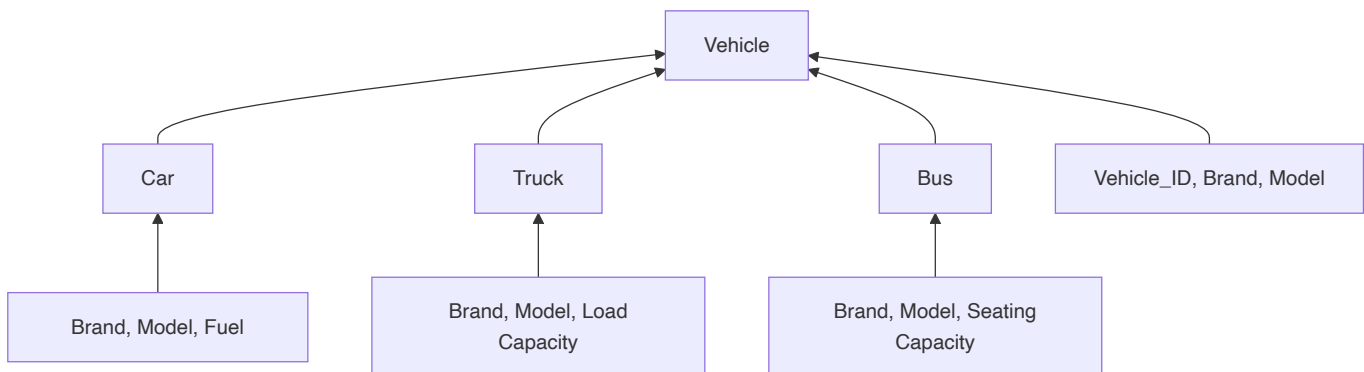 Vehicle
Car
Truck
Bus
Vehicle_ID, Brand, Model
Brand, Model, Fuel
Brand, Model, Load
Capacity
Brand, Model, Seating
Capacity